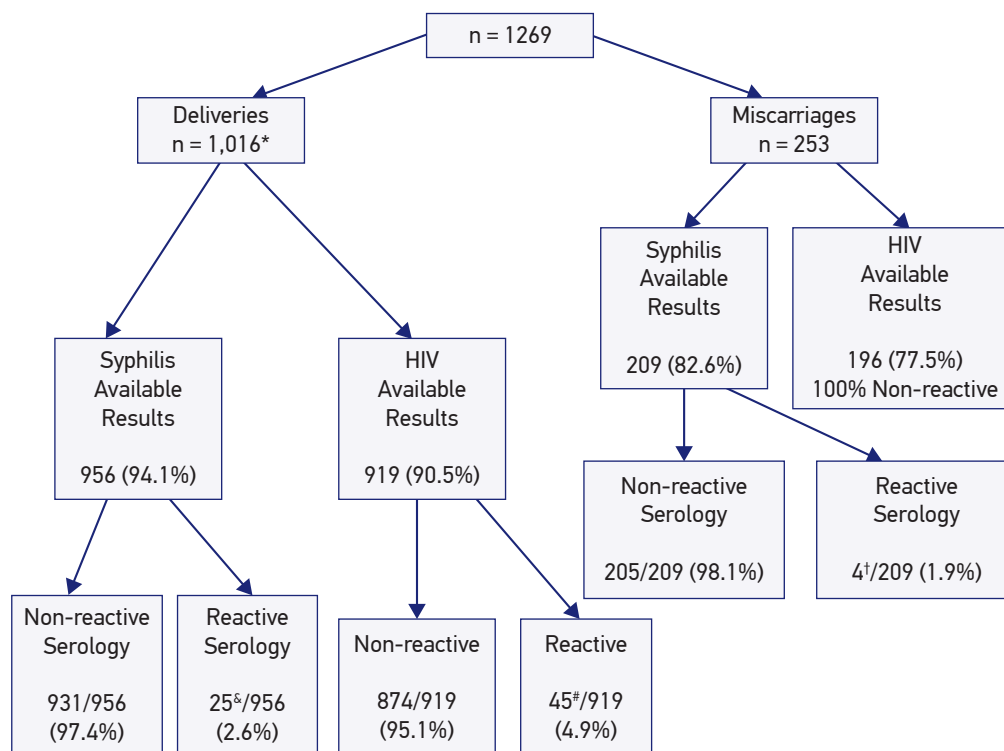 n = 1269
Deliveries
n = 1,016*
Miscarriages
n = 253
Syphilis
Available
Results
209 (82.6%)
HIV
Available
Results
196 (77.5%)
100% Non-reactive
Syphilis
Available
Results
956 (94.1%)
HIV
Available
Results
919 (90.5%)
Non-reactive
Serology
205/209 (98.1%)
Reactive
Serology
4†/209 (1.9%)
Non-reactive
Serology
931/956
(97.4%)
Reactive
Serology
25&/956
(2.6%)
Non-reactive
874/919
(95.1%)
Reactive
45#/919
(4.9%)